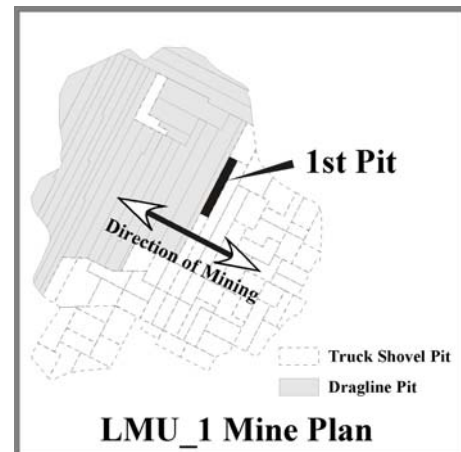 1st Pit
Direction of Mining
Truck Shovel Pit
Dragline Pit
LMU_1 Mine Plan